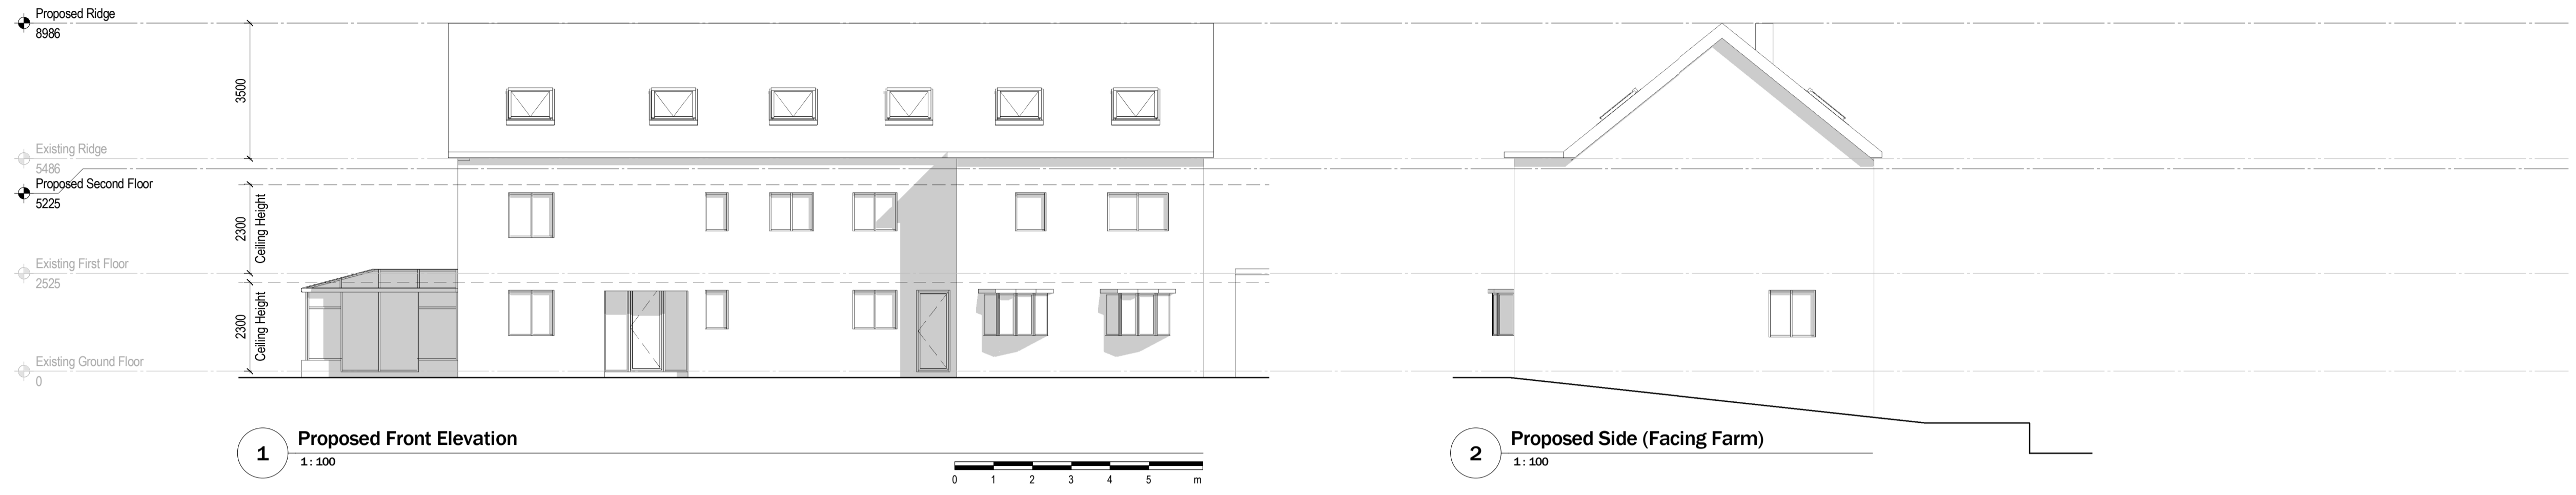 Proposed Ridge
8986
3500
Existing Ridge
5486
Proposed Second Floor
5225
2300
Ceiling Height
Existing First Floor
2525
2300
Ceiling Height
Existing Ground Floor
0
1
Proposed Front Elevation
1 : 100
0 1 2 3 4 5 m
2
Proposed Side (Facing Farm)
1 : 100